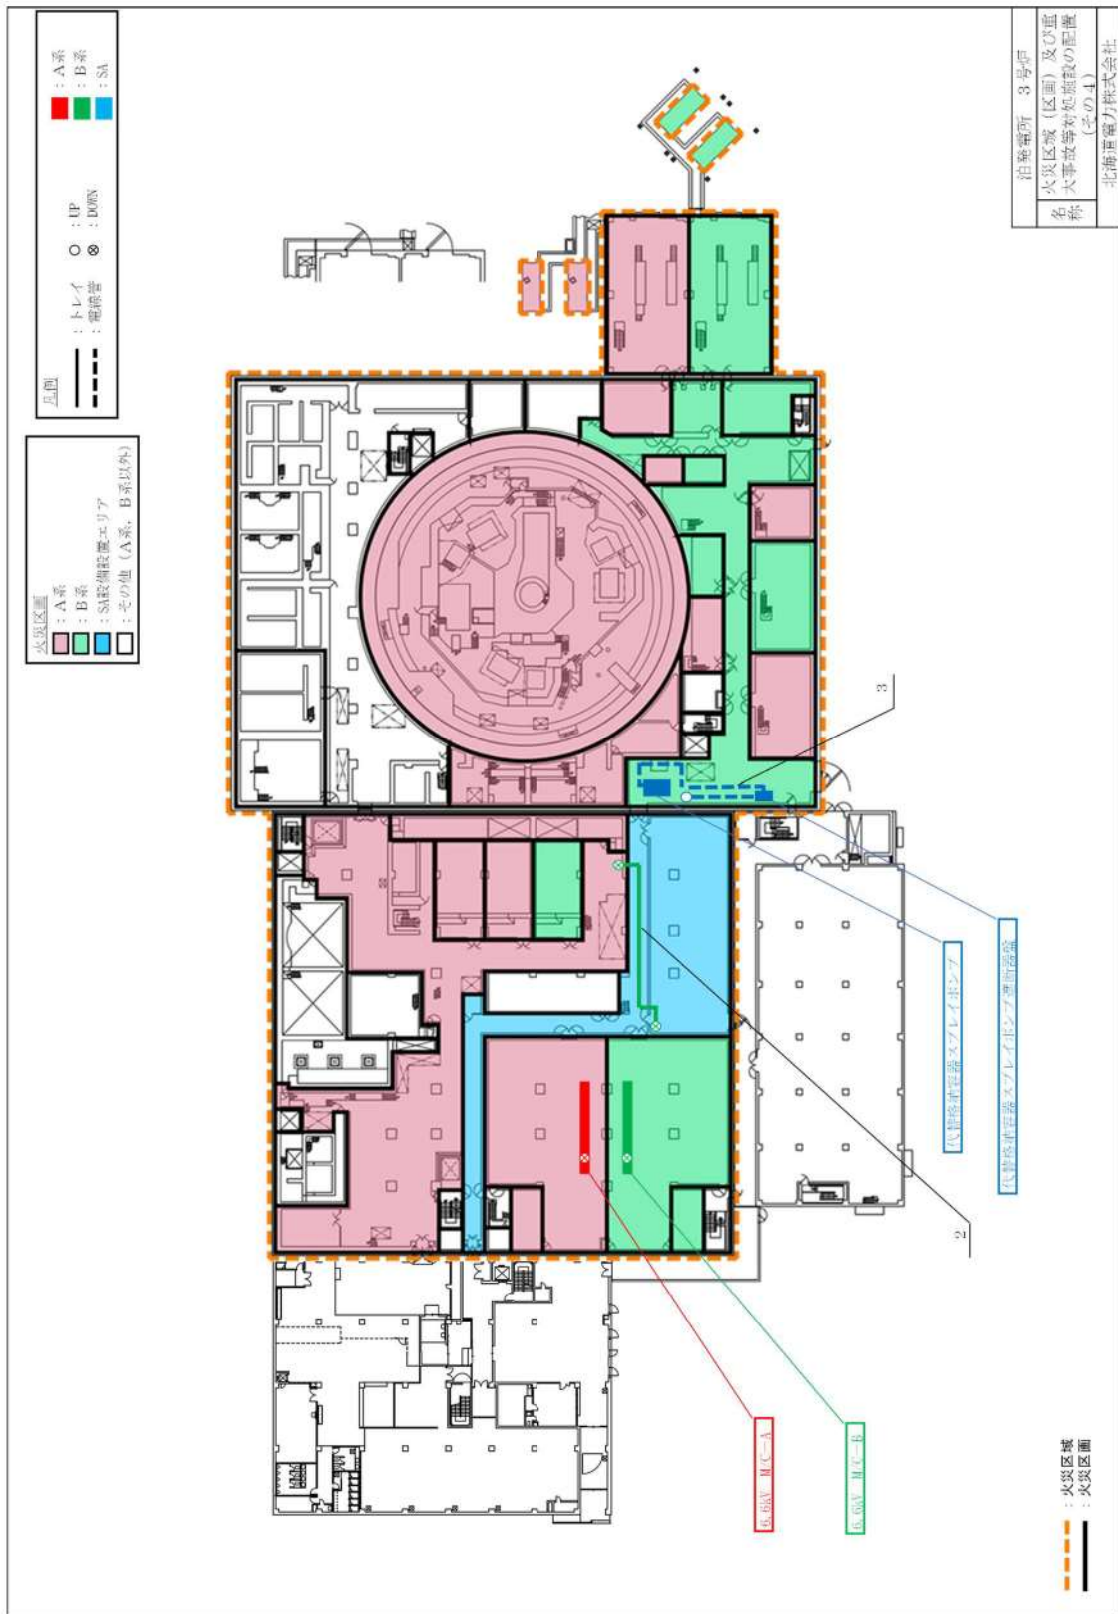 火災区画
: A系
: B系
: SA設備設置エリア
: その他 (A系, B系以外)
凡例
: トレイ
: 電線管
○ : UP
⊗ : DOWN
: A系
: B系
: SA
3
2
代替格納容器スプレイポンプ
代替格納容器スプレイポンプ遮断器盤
6.6kV M/C-A
6.6kV M/C-B
: 火災区域
: 火災区画
泊発電所 3号炉
名称
火災区域 (区画) 及び重
大事故等対処施設の配置
(その4)
北海道電力株式会社